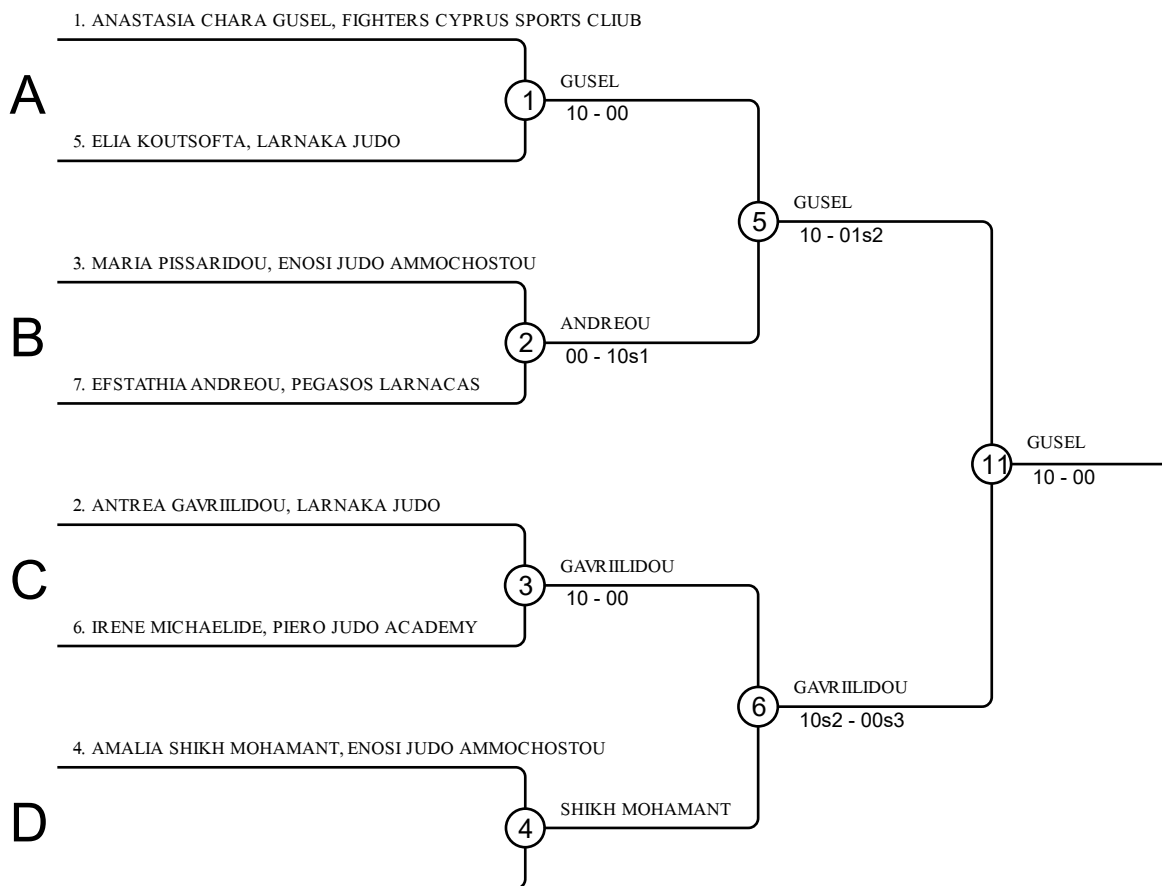 1. ANASTASIA CHARA GUSEL, FIGHTERS CYPRUS SPORTS CLIUB
A
1
GUSEL
10 - 00
5. ELIA KOUTSOFTA, LARNAKA JUDO
5
GUSEL
10 - 01s2
3. MARIA PISSARIDOU, ENOSI JUDO AMMOCHOSTOU
B
2
ANDREOU
00 - 10s1
7. EFSTATHIA ANDREOU, PEGASOS LARNACAS
11
GUSEL
10 - 00
2. ANTREA GAVRIILIDOU, LARNAKA JUDO
C
3
GAVRIILIDOU
10 - 00
6. IRENE MICHAELIDE, PIERO JUDO ACADEMY
6
GAVRIILIDOU
10s2 - 00s3
4. AMALIA SHIKH MOHAMANT, ENOSI JUDO AMMOCHOSTOU
D
4
SHIKH MOHAMANT